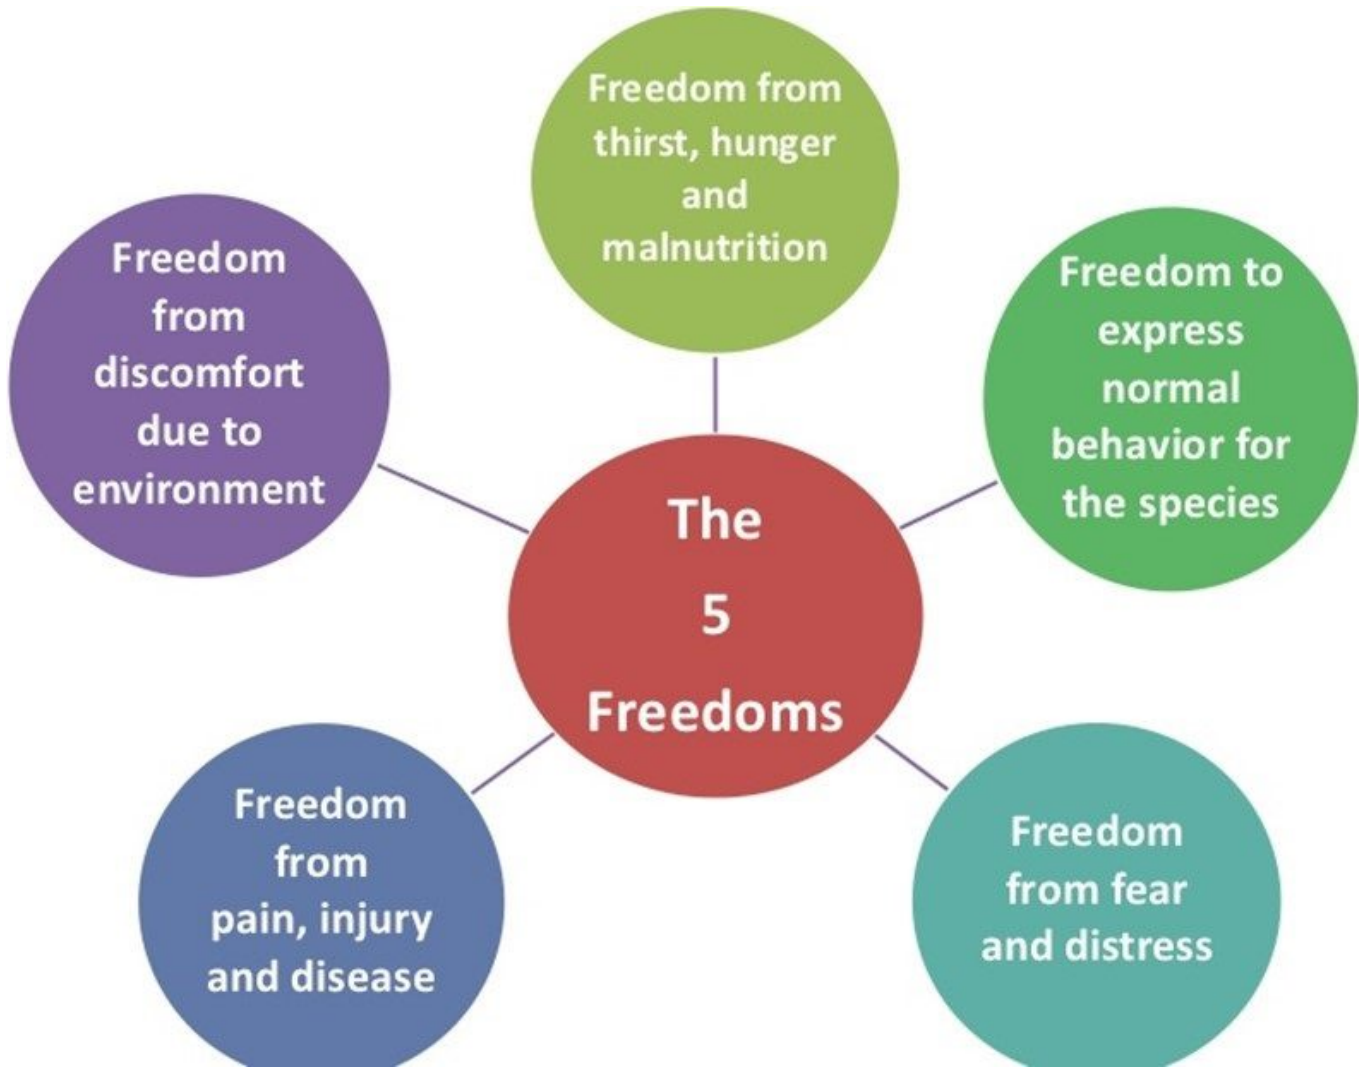 Freedom from
thirst, hunger
and
malnutrition
Freedom to
express
normal
behavior for
the species
Freedom
from fear
and distress
Freedom
from
pain, injury
and disease
Freedom
from
discomfort
due to
environment
The
5
Freedoms